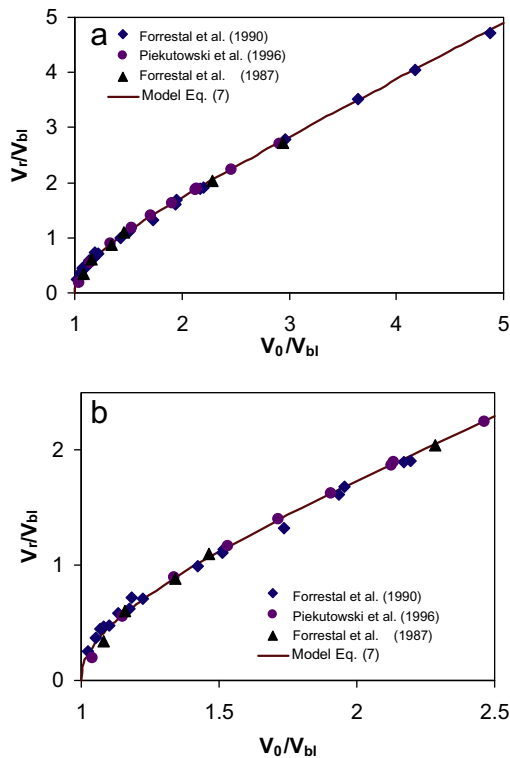 a
5
4
3
2
1
0
Vr/Vbl
Forrestal et al. (1990)
Piekutowski et al. (1996)
Forrestal et al. (1987)
Model Eq. (7)
1 2 3 4 5
V0/Vbl
b
2
1
0
Vr/Vbl
Forrestal et al. (1990)
Piekutowski et al. (1996)
Forrestal et al. (1987)
Model Eq. (7)
1 1.5 2 2.5
V0/Vbl